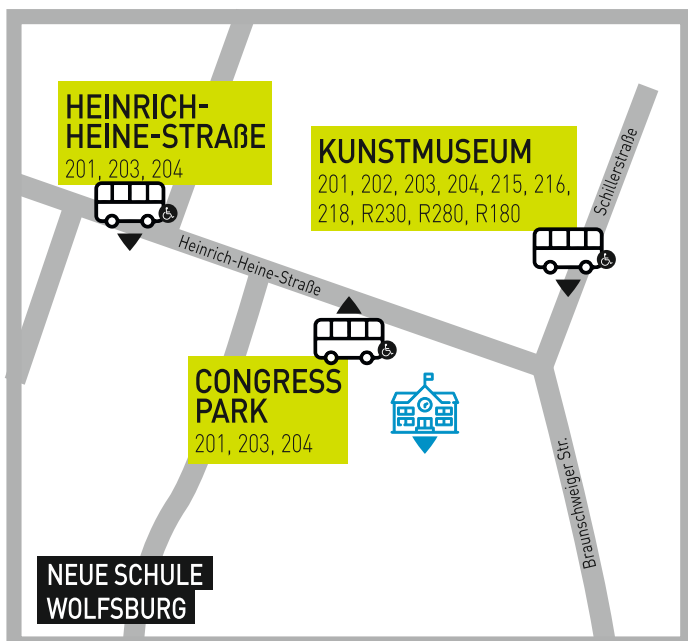 HEINRICH-
HEINE-STRAßE
201, 203, 204
KUNSTMUSEUM
201, 202, 203, 204, 215, 216,
218, R230, R280, R180
Schillerstraße
Heinrich-Heine-Straße
CONGRESS
PARK
201, 203, 204
Braunschweiger Str.
NEUE SCHULE
WOLFSBURG